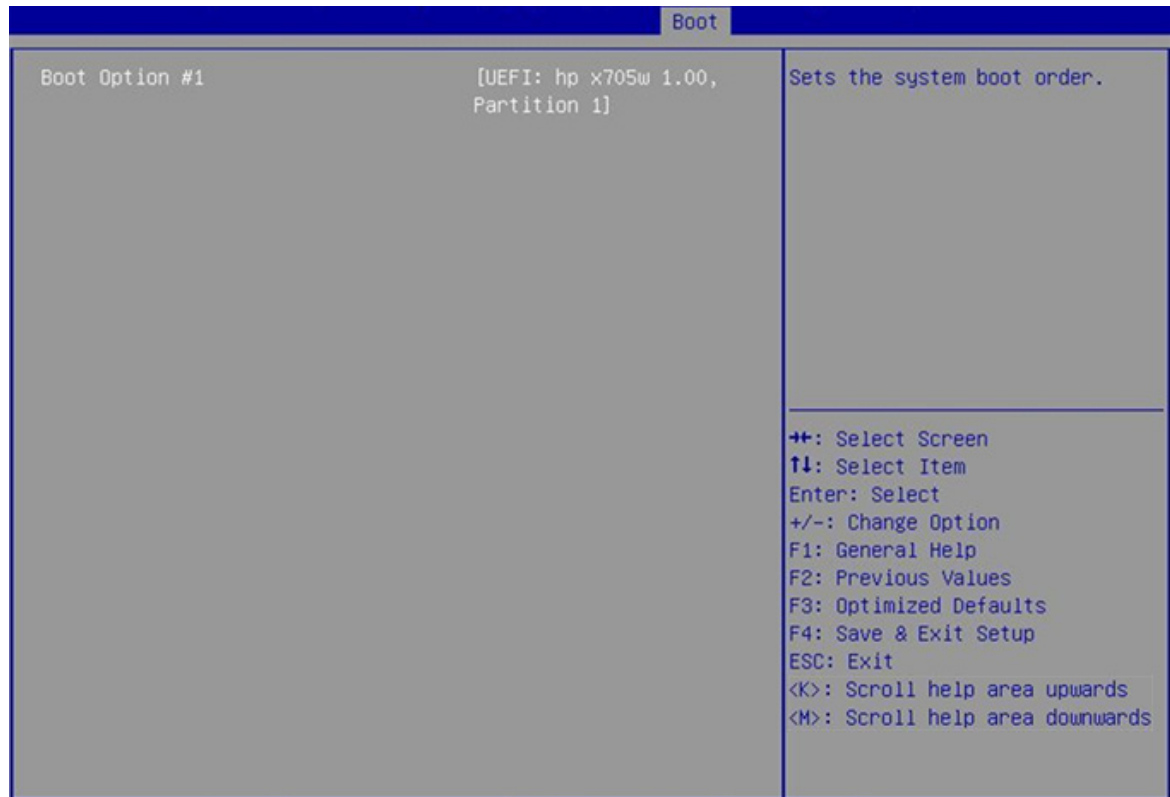 Boot
Boot Option #1 [UEFI: hp x705w 1.00,
Partition 1]
Sets the system boot order.
→←: Select Screen
↑↓: Select Item
Enter: Select
+/-: Change Option
F1: General Help
F2: Previous Values
F3: Optimized Defaults
F4: Save & Exit Setup
ESC: Exit
<K>: Scroll help area upwards
<M>: Scroll help area downwards